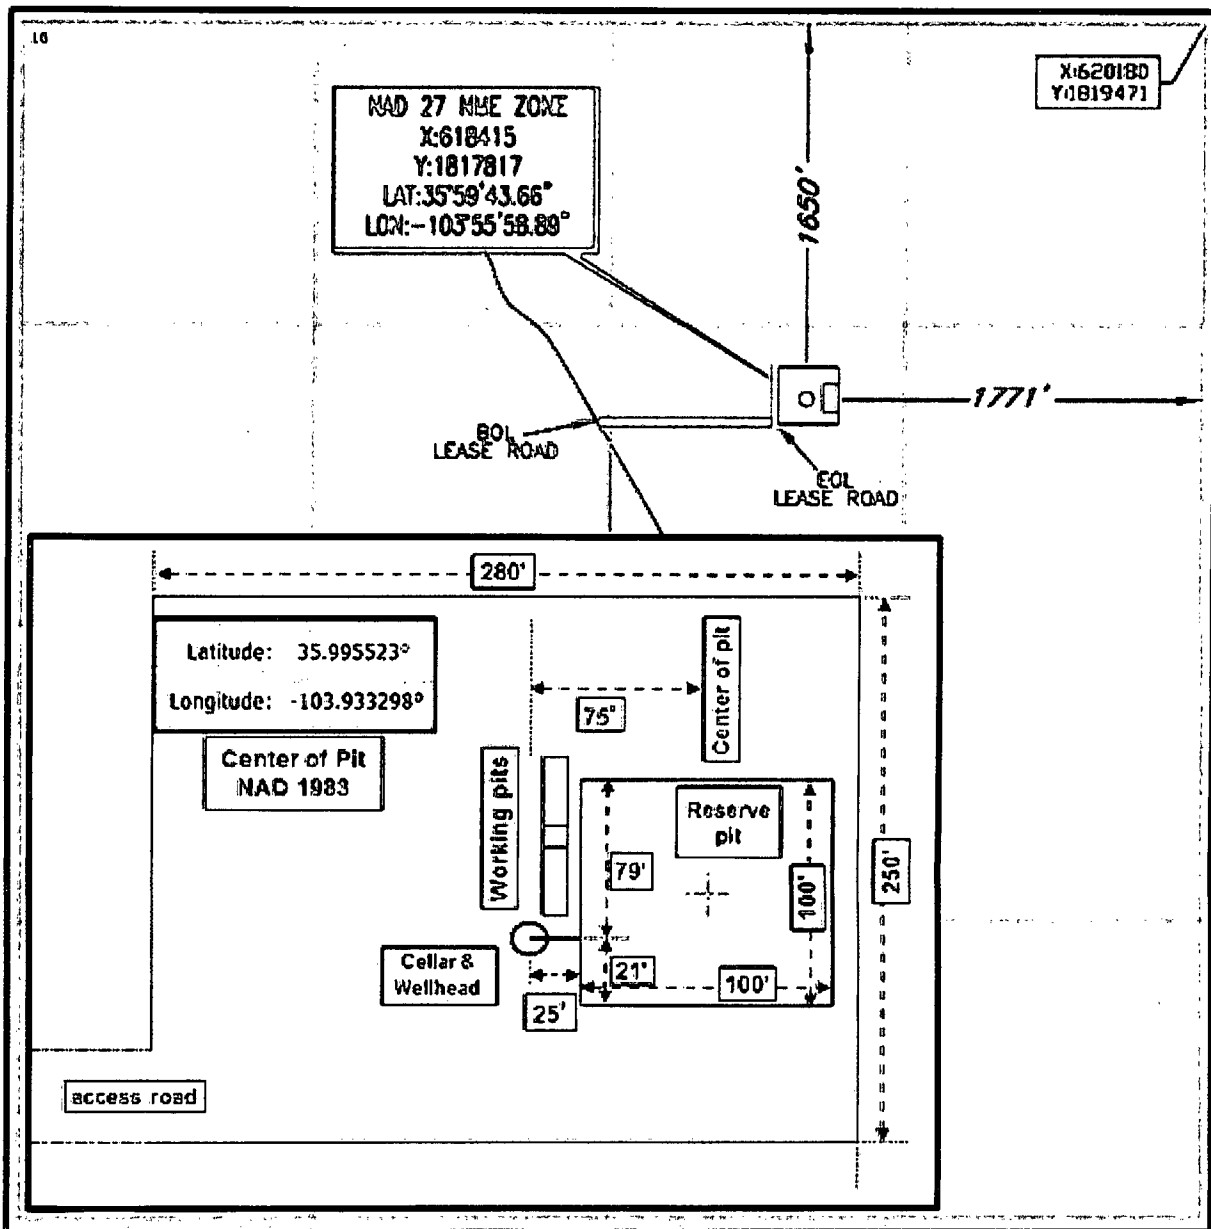 16
X:620180
Y:1819471
NAD 27 NME ZONE
X:618415
Y:1817817
LAT:35°59'43.66"
LON:-103°55'58.89"
1650'
1771'
BOL
LEASE ROAD
EOL
LEASE ROAD
280'
Latitude: 35.995523°
Longitude: -103.933298°
Center of Pit
NAD 1983
75'
Center of pit
Working pits
Reserve
pit
79'
100'
250'
Cellar &
Wellhead
21'
100'
25'
access road